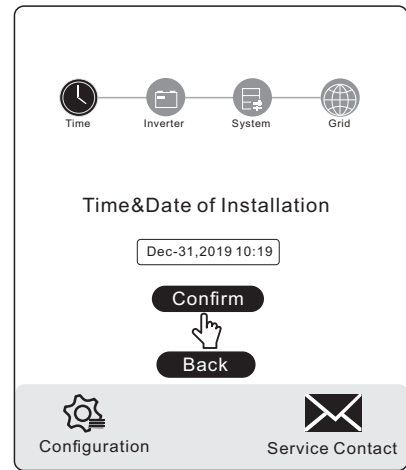 Time Inverter System Grid
Time&Date of Installation
Dec-31,2019 10:19
Confirm
Back
Configuration Service Contact